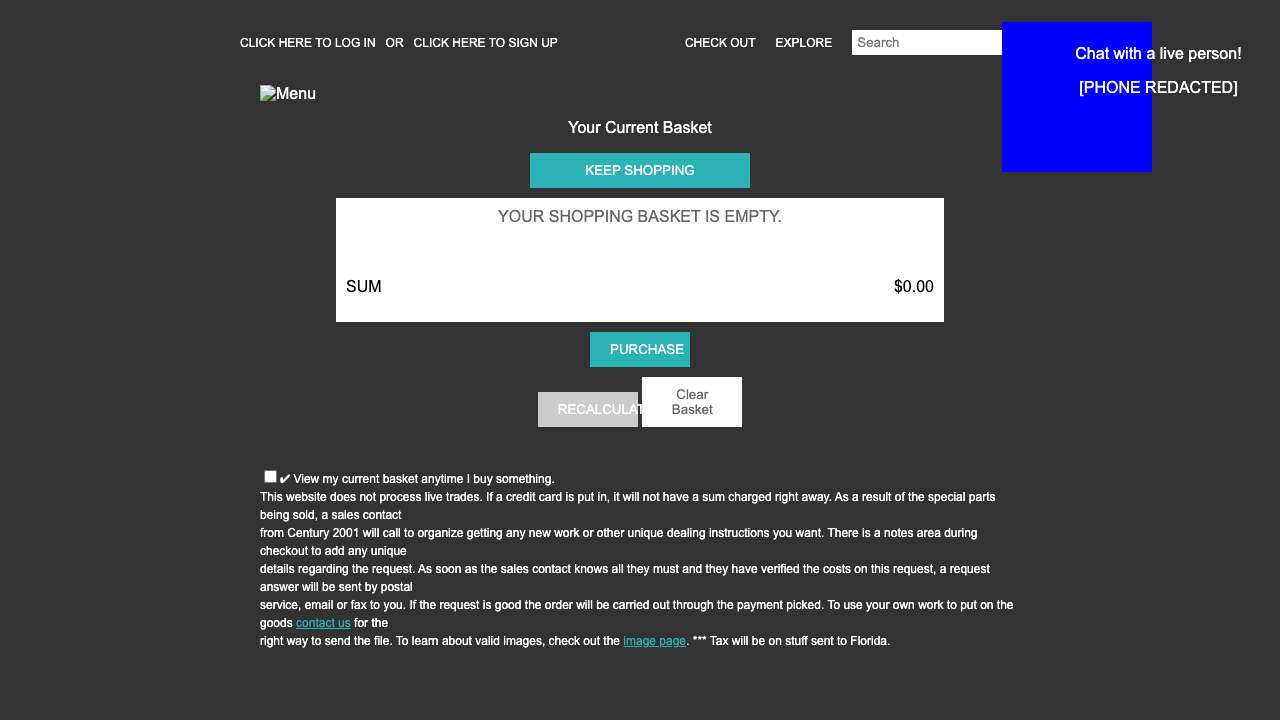 CLICK HERE TO LOG IN OR CLICK HERE TO SIGN UP
CHECK OUT EXPLORE Search
Chat with a live person!
[PHONE REDACTED]
Menu
Your Current Basket
KEEP SHOPPING
YOUR SHOPPING BASKET IS EMPTY.
SUM $0.00
PURCHASE
RECALCULAT
Clear
Basket
✔ View my current basket anytime I buy something.
This website does not process live trades. If a credit card is put in, it will not have a sum charged right away. As a result of the special parts
being sold, a sales contact
from Century 2001 will call to organize getting any new work or other unique dealing instructions you want. There is a notes area during
checkout to add any unique
details regarding the request. As soon as the sales contact knows all they must and they have verified the costs on this request, a request
answer will be sent by postal
service, email or fax to you. If the request is good the order will be carried out through the payment picked. To use your own work to put on the
goods contact us for the
right way to send the file. To learn about valid images, check out the image page. *** Tax will be on stuff sent to Florida.